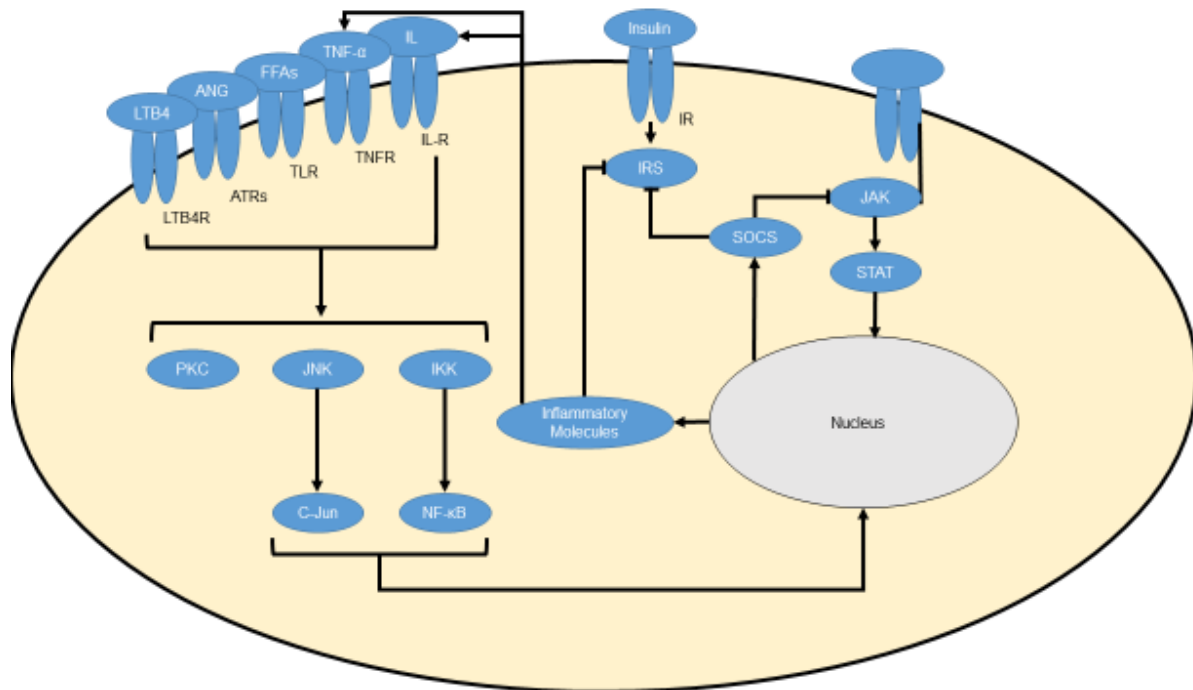 IL
Insulin
TNF-α
FFAs
ANG
LTB4
IR
IL-R
TNFR
TLR
ATRs
LTB4R
IRS
JAK
SOCS
STAT
PKC
JNK
IKK
Inflammatory
Molecules
Nucleus
C-Jun
NF-κB